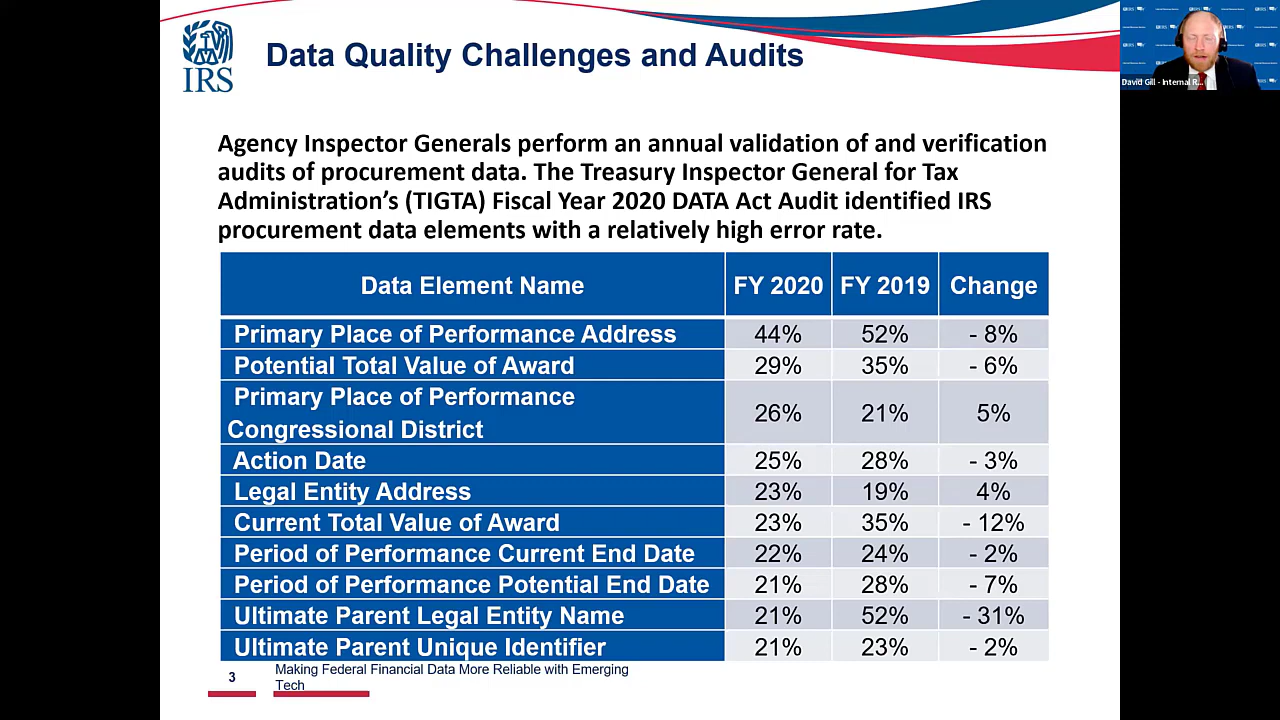 IRS
Data Quality Challenges and Audits
David Gill - Internal R...
Agency Inspector Generals perform an annual validation of and verification
audits of procurement data. The Treasury Inspector General for Tax
Administration’s (TIGTA) Fiscal Year 2020 DATA Act Audit identified IRS
procurement data elements with a relatively high error rate.
Data Element Name FY 2020 FY 2019 Change
Primary Place of Performance Address 44% 52% - 8%
Potential Total Value of Award 29% 35% - 6%
Primary Place of Performance
Congressional District 26% 21% 5%
Action Date 25% 28% - 3%
Legal Entity Address 23% 19% 4%
Current Total Value of Award 23% 35% - 12%
Period of Performance Current End Date 22% 24% - 2%
Period of Performance Potential End Date 21% 28% - 7%
Ultimate Parent Legal Entity Name 21% 52% - 31%
Ultimate Parent Unique Identifier 21% 23% - 2%
3
Making Federal Financial Data More Reliable with Emerging
Tech